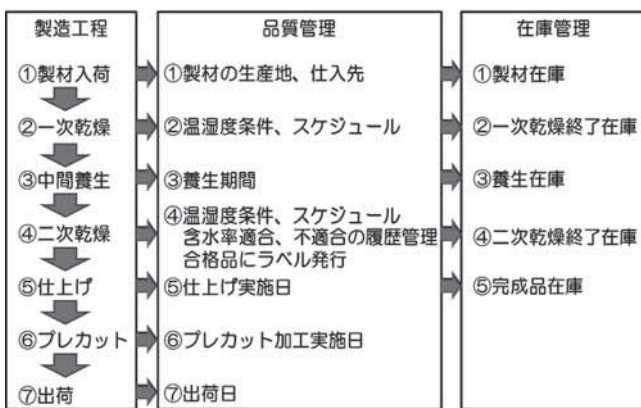 製造工程
①製材入荷
②一次乾燥
③中間養生
④二次乾燥
⑤仕上げ
⑥プレカット
⑦出荷
品質管理
①製材の生産地、仕入先
②温湿度条件、スケジュール
③養生期間
④温湿度条件、スケジュール
含水率適合、不適合の履歴管理
合格品にラベル発行
⑤仕上げ実施日
⑥プレカット加工実施日
⑦出荷日
在庫管理
①製材在庫
②一次乾燥終了在庫
③養生在庫
④二次乾燥終了在庫
⑤完成品在庫